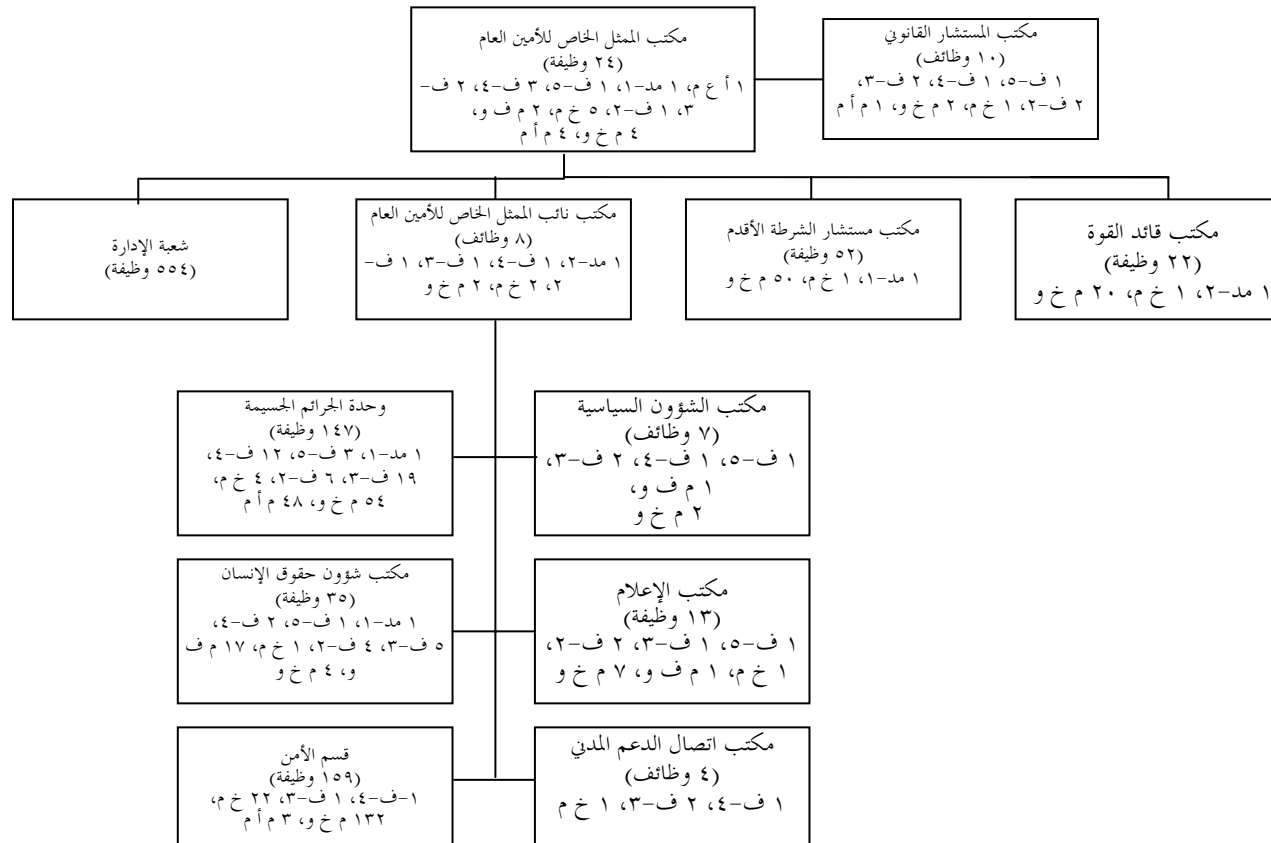 مكتب الممثل الخاص للأمين العام
(٢٤ وظيفة)
١ أ ع م، ١ مد-١، ١ ف-٥، ٣ ف-٤، ٢ ف-
٣، ١ ف-٢، ٥ خ م، ٢ م ف و،
٤ م خ و، ٤ م أ م
مكتب المستشار القانوني
(١٠ وظائف)
١ ف-٥، ١ ف-٤، ٢ ف-٣،
٢ ف-٢، ١ خ م، ٢ م خ و، ١ م أ م
مكتب قائد القوة
(٢٢ وظيفة)
١ مد-٢، ١ خ م، ٢٠ م خ و
مكتب مستشار الشرطة الأقدم
(٥٢ وظيفة)
١ مد-١، ١ خ م، ٥٠ م خ و
مكتب نائب الممثل الخاص للأمين العام
(٨ وظائف)
١ مد-٢، ١ ف-٤، ١ ف-٣، ١ ف-
٢، ٢ خ م، ٢ م خ و
شعبة الإدارة
(٥٥٤ وظيفة)
مكتب الشؤون السياسية
(٧ وظائف)
١ ف-٥، ١ ف-٤، ٢ ف-٣،
١ م ف و،
٢ م خ و
وحدة الجرائم الجسيمة
(١٤٧ وظيفة)
١ مد-١، ٣ ف-٥، ١٢ ف-٤،
١٩ ف-٣، ٦ ف-٢، ٤ خ م،
٥٤ م خ و، ٤٨ م أ م
مكتب الإعلام
(١٣ وظيفة)
١ ف-٥، ١ ف-٣، ٢ ف-٢،
١ خ م، ١ م ف و، ٧ م خ و
مكتب شؤون حقوق الإنسان
(٣٥ وظيفة)
١ مد-١، ١ ف-٥، ٢ ف-٤،
٥ ف-٣، ٤ ف-٢، ١ خ م، ١٧ م ف
و، ٤ م خ و
مكتب اتصال الدعم المدني
(٤ وظائف)
١ ف-٤، ٢ ف-٣، ١ خ م
قسم الأمن
(١٥٩ وظيفة)
١-ف-٤، ١ ف-٣، ٢٢ خ م،
١٣٢ م خ و، ٣ م أ م